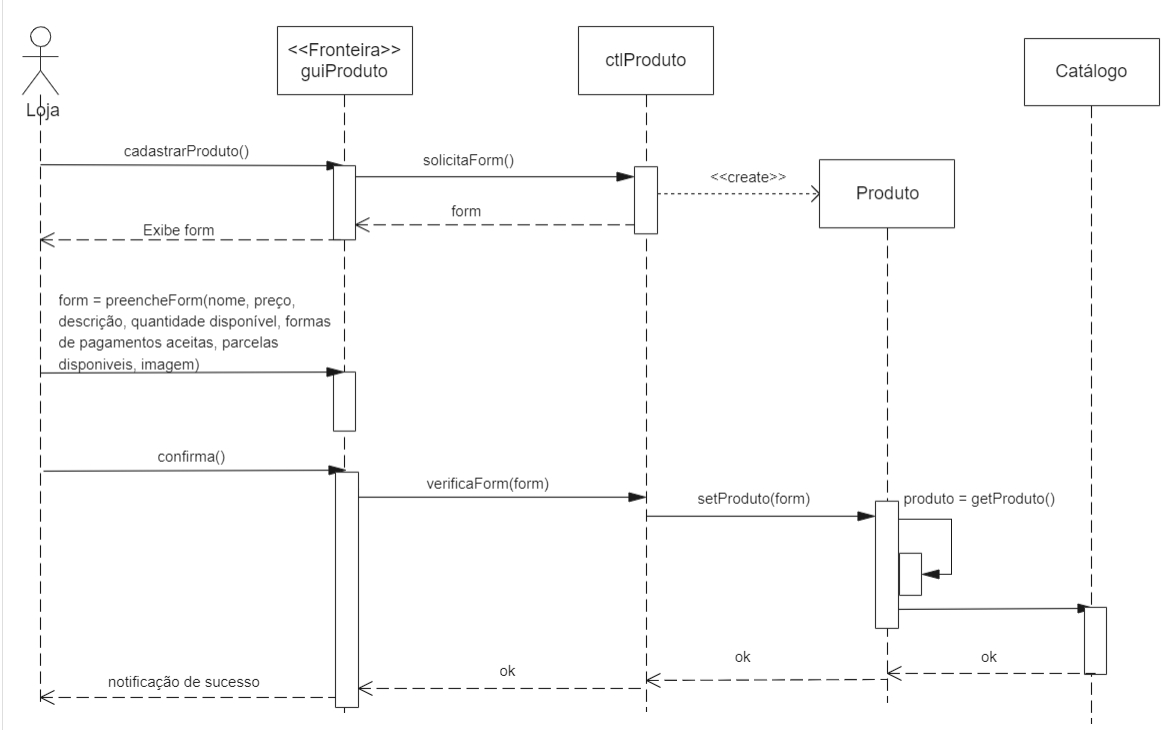 <<Fronteira>>
guiProduto
ctlProduto
Catálogo
Loja
cadastrarProduto()
solicitaForm()
<<create>>
Produto
form
Exibe form
form = preencheForm(nome, preço,
descrição, quantidade disponível, formas
de pagamentos aceitas, parcelas
disponiveis, imagem)
confirma()
verificaForm(form)
setProduto(form)
produto = getProduto()
ok
ok
ok
notificação de sucesso